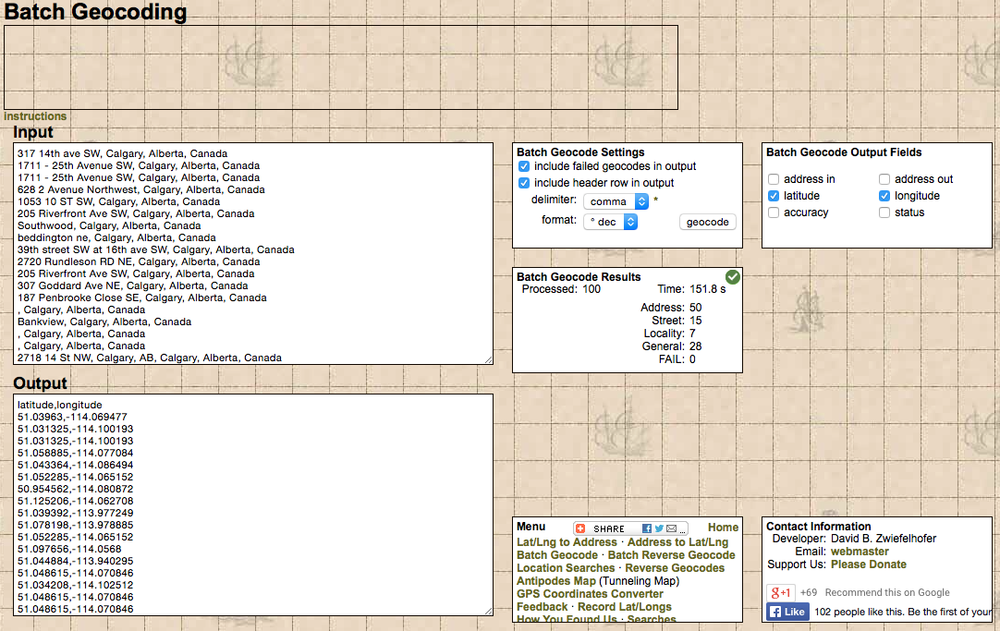 Batch Geocoding
instructions
Input
317 14th ave SW, Calgary, Alberta, Canada
1711 - 25th Avenue SW, Calgary, Alberta, Canada
1711 - 25th Avenue SW, Calgary, Alberta, Canada
628 2 Avenue Northwest, Calgary, Alberta, Canada
1053 10 ST SW, Calgary, Alberta, Canada
205 Riverfront Ave SW, Calgary, Alberta, Canada
Southwood, Calgary, Alberta, Canada
beddington ne, Calgary, Alberta, Canada
39th street SW at 16th ave SW, Calgary, Alberta, Canada
2720 Rundleson RD NE, Calgary, Alberta, Canada
205 Riverfront Ave SW, Calgary, Alberta, Canada
307 Goddard Ave NE, Calgary, Alberta, Canada
187 Penbrooke Close SE, Calgary, Alberta, Canada
, Calgary, Alberta, Canada
Bankview, Calgary, Alberta, Canada
, Calgary, Alberta, Canada
, Calgary, Alberta, Canada
2718 14 St NW, Calgary, AB, Calgary, Alberta, Canada
Output
latitude,longitude
51.03963,-114.069477
51.031325,-114.100193
51.031325,-114.100193
51.058885,-114.077084
51.043364,-114.086494
51.052285,-114.065152
50.954562,-114.080872
51.125206,-114.062708
51.039392,-113.977249
51.078198,-113.978885
51.052285,-114.065152
51.097656,-114.0568
51.044884,-113.940295
51.048615,-114.070846
51.034208,-114.102512
51.048615,-114.070846
51.048615,-114.070846
Batch Geocode Settings
include failed geocodes in output
include header row in output
delimiter: comma *
format: ° dec geocode
Batch Geocode Results
Processed: 100 Time: 151.8 s
Address: 50
Street: 15
Locality: 7
General: 28
FAIL: 0
Batch Geocode Output Fields
address in address out
latitude longitude
accuracy status
Menu SHARE ... Home
Lat/Lng to Address · Address to Lat/Lng
Batch Geocode · Batch Reverse Geocode
Location Searches · Reverse Geocodes
Antipodes Map (Tunneling Map)
GPS Coordinates Converter
Feedback · Record Lat/Longs
How You Found Us · Searches
Contact Information
Developer: David B. Zwiefelhofer
Email: webmaster
Support Us: Please Donate
g+1 +69 Recommend this on Google
f Like 102 people like this. Be the first of your